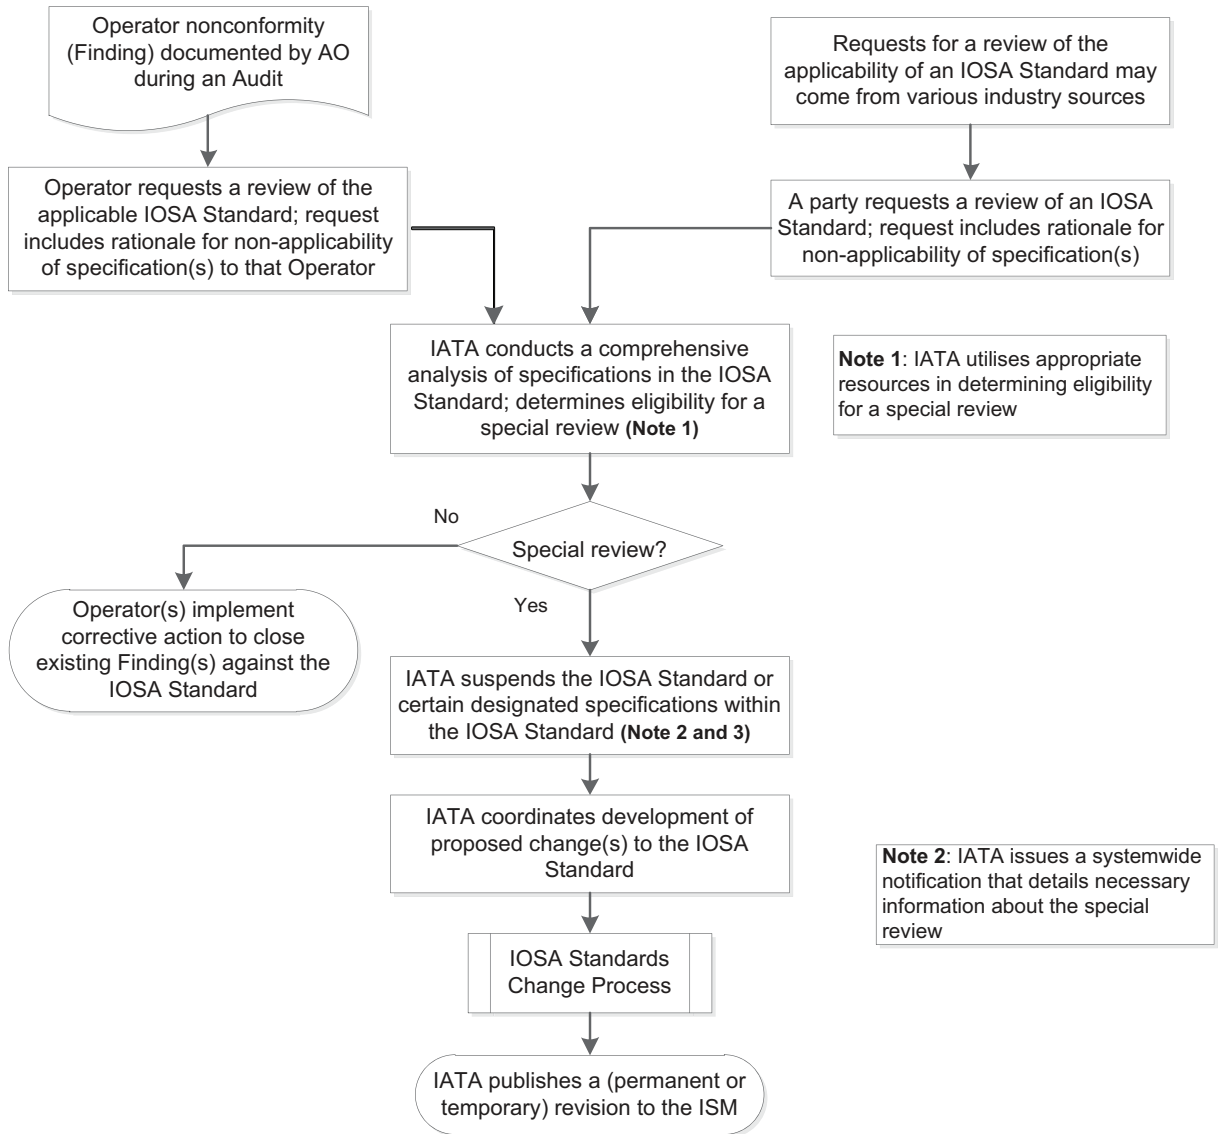 Operator nonconformity
(Finding) documented by AO
during an Audit
Requests for a review of the
applicability of an IOSA Standard may
come from various industry sources
Operator requests a review of the
applicable IOSA Standard; request
includes rationale for non-applicability
of specification(s) to that Operator
A party requests a review of an IOSA
Standard; request includes rationale for
non-applicability of specification(s)
IATA conducts a comprehensive
analysis of specifications in the IOSA
Standard; determines eligibility for a
special review (Note 1)
Note 1: IATA utilises appropriate
resources in determining eligibility
for a special review
No
Special review?
Yes
Operator(s) implement
corrective action to close
existing Finding(s) against the
IOSA Standard
IATA suspends the IOSA Standard or
certain designated specifications within
the IOSA Standard (Note 2 and 3)
IATA coordinates development of
proposed change(s) to the IOSA
Standard
Note 2: IATA issues a systemwide
notification that details necessary
information about the special
review
IOSA Standards
Change Process
IATA publishes a (permanent or
temporary) revision to the ISM